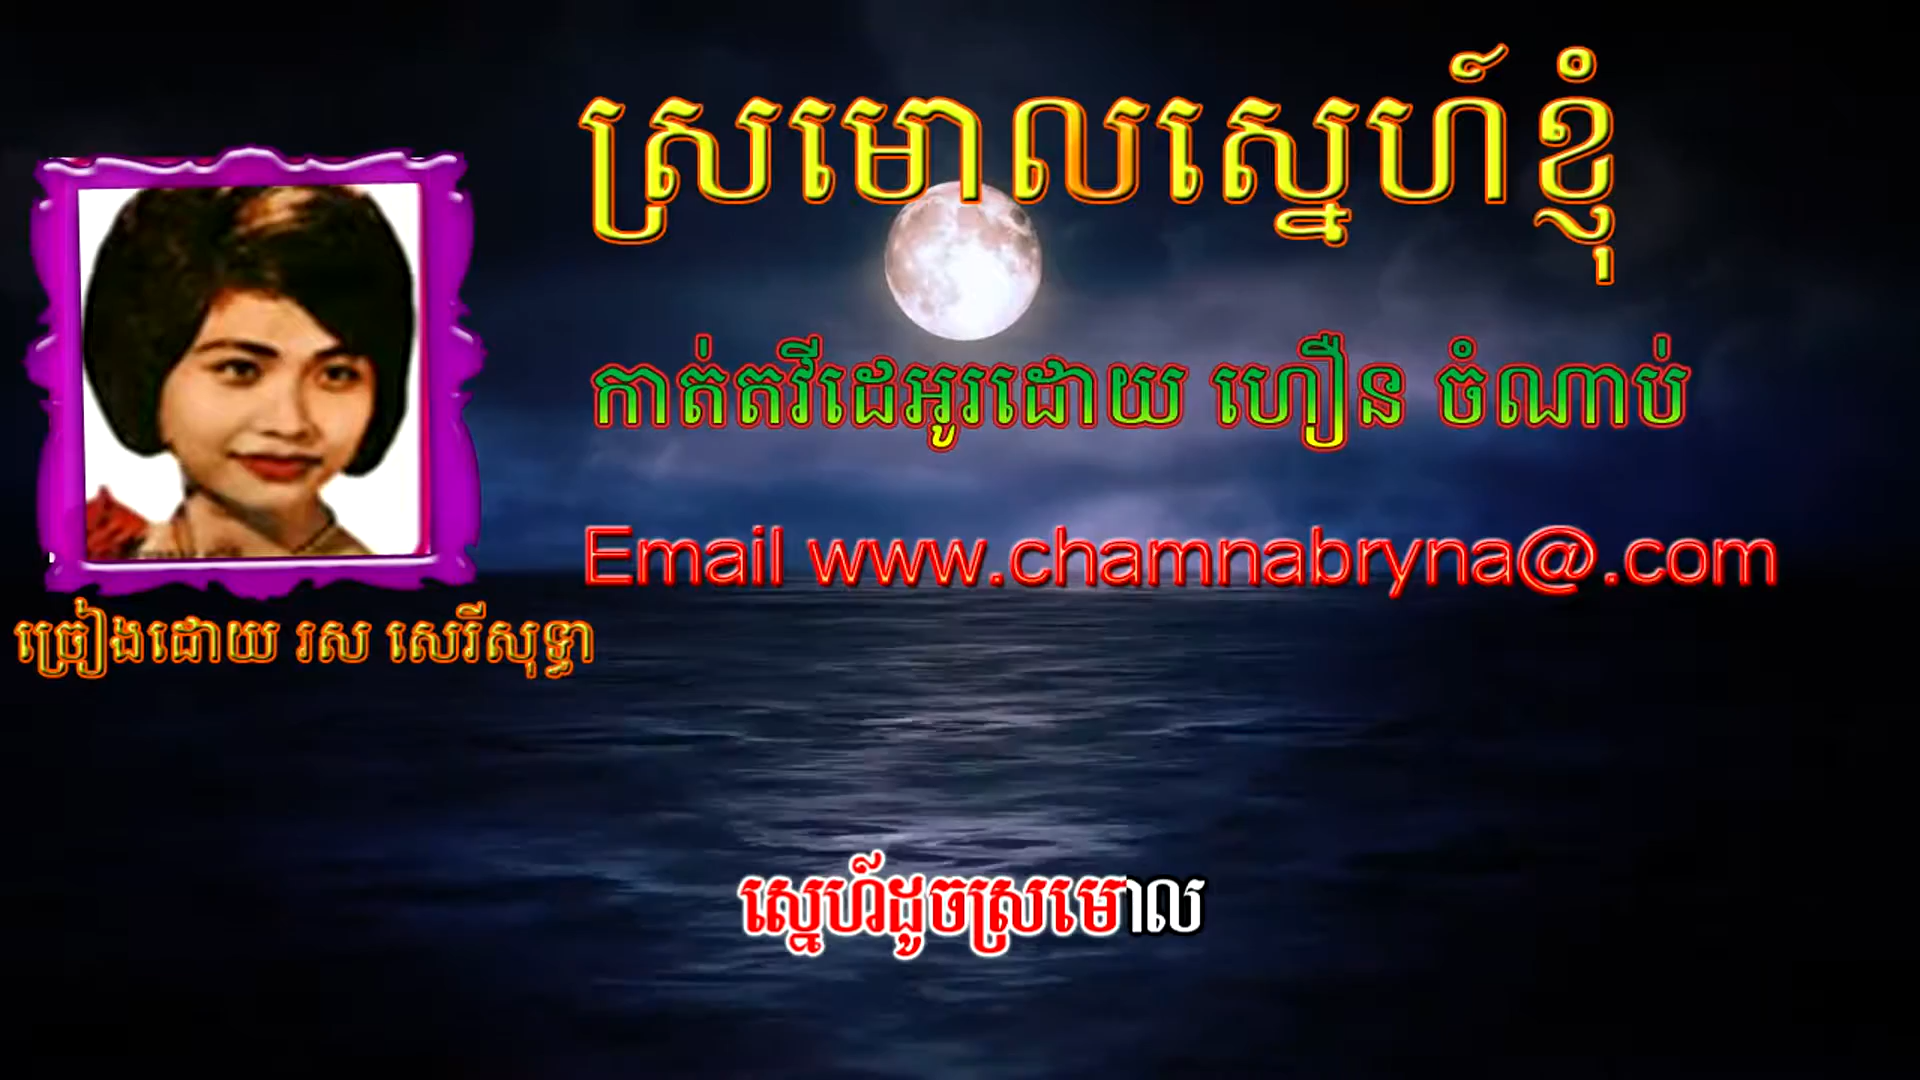 ស្រមោលស្នេហ៍ខ្ញុំ
កាត់តវីដេអូរដោយ ហឿន ចំណាប់
Email www.chamnabryna@.com
ច្រៀងដោយ រស សេរីសុទ្ធា
ស្នេហ៍ដូចស្រមោល